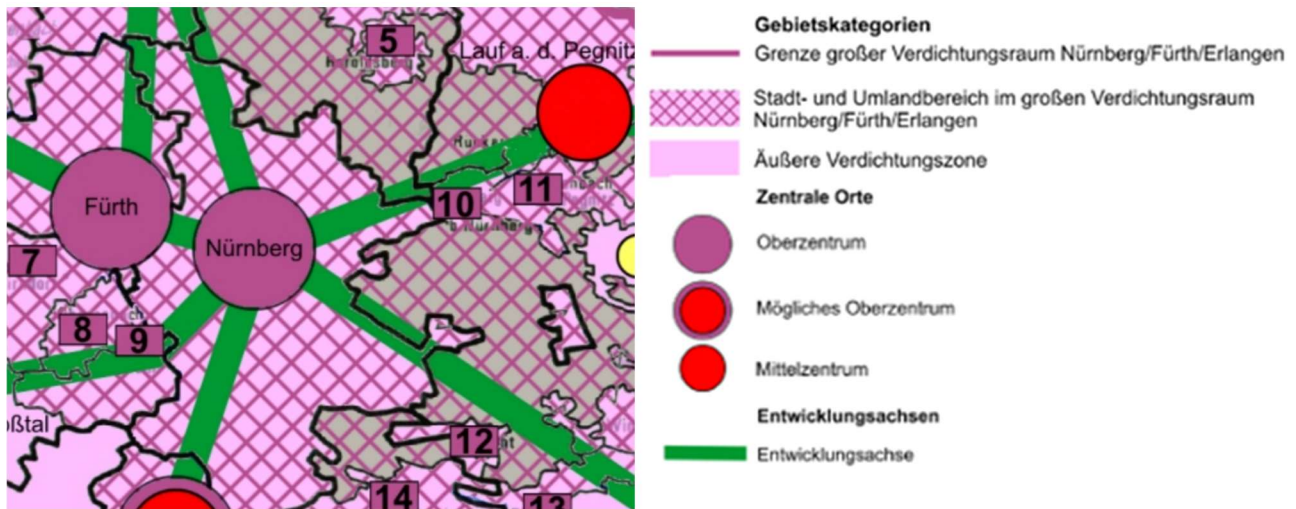 5
Lauf a. d. Pegnitz
Fürth
Nürnberg
11
10
7
8
9
12
14
13
Gebietskategorien
Grenze großer Verdichtungsraum Nürnberg/Fürth/Erlangen
Stadt- und Umlandbereich im großen Verdichtungsraum
Nürnberg/Fürth/Erlangen
Äußere Verdichtungszone
Zentrale Orte
Oberzentrum
Mögliches Oberzentrum
Mittelzentrum
Entwicklungsachsen
Entwicklungsachse